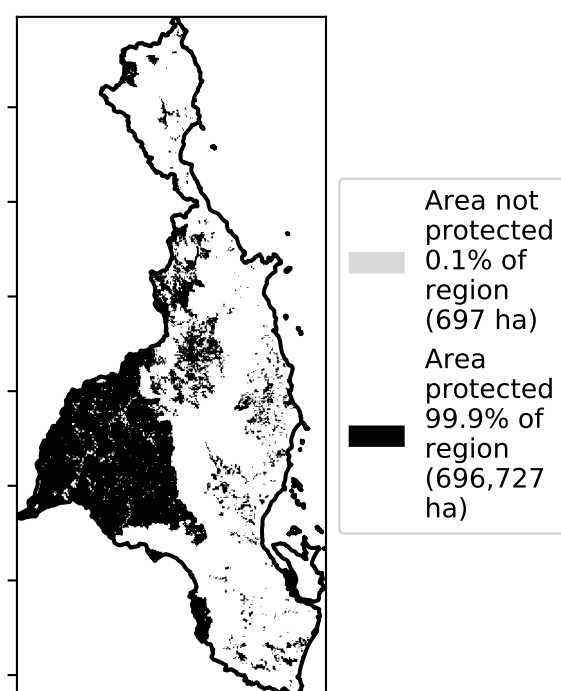 Area not
protected
0.1% of
region
(697 ha)
Area
protected
99.9% of
region
(696,727
ha)